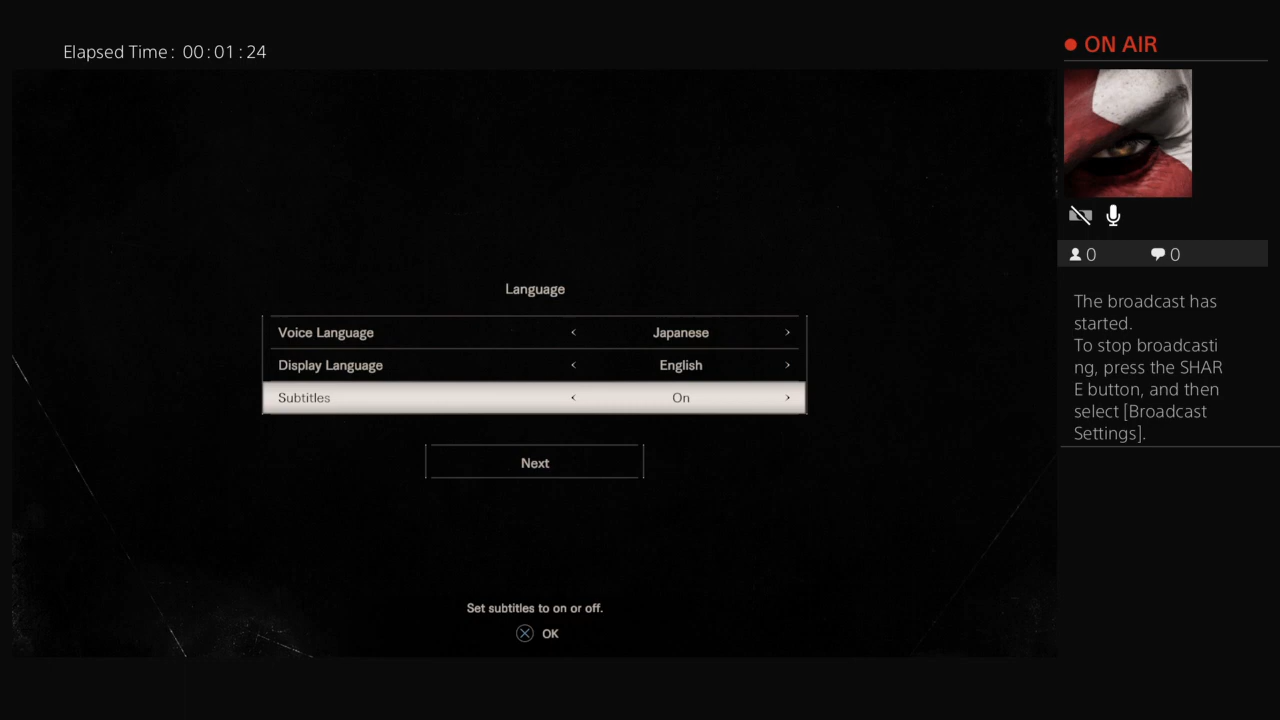 Elapsed Time: 00:01:24
ON AIR
0
0
The broadcast has
started.
To stop broadcasti
ng, press the SHAR
E button, and then
select [Broadcast
Settings].
Language
Voice Language < Japanese >
Display Language < English >
Subtitles < On >
Next
Set subtitles to on or off.
OK